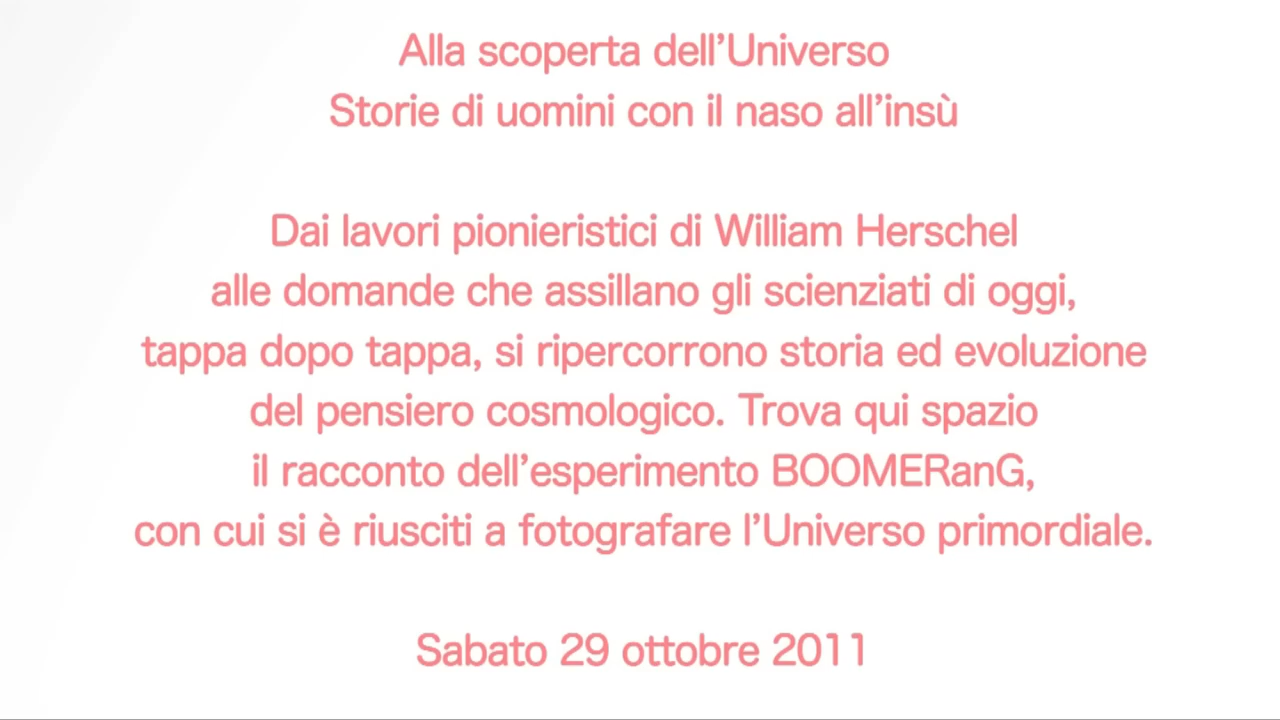 Alla scoperta dell’Universo
Storie di uomini con il naso all’insù
Dai lavori pionieristici di William Herschel
alle domande che assillano gli scienziati di oggi,
tappa dopo tappa, si ripercorrono storia ed evoluzione
del pensiero cosmologico. Trova qui spazio
il racconto dell’esperimento BOOMERanG,
con cui si è riusciti a fotografare l’Universo primordiale.
Sabato 29 ottobre 2011